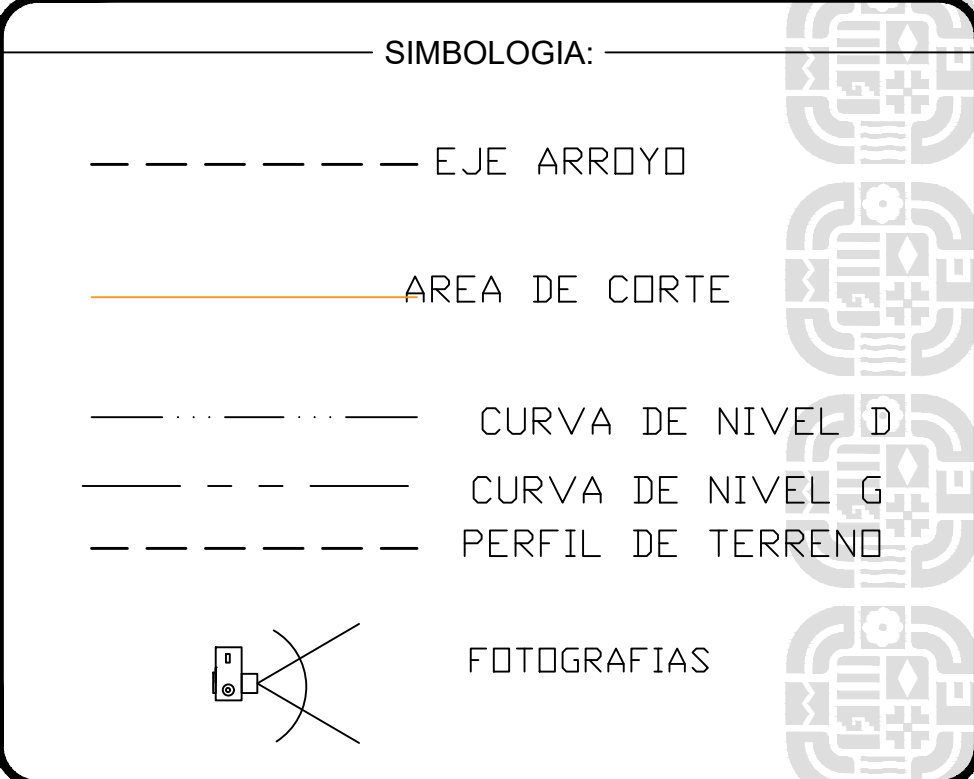 SIMBOLOGIA:
EJE ARROYO
AREA DE CORTE
CURVA DE NIVEL D
CURVA DE NIVEL G
PERFIL DE TERRENO
FOTOGRAFIAS